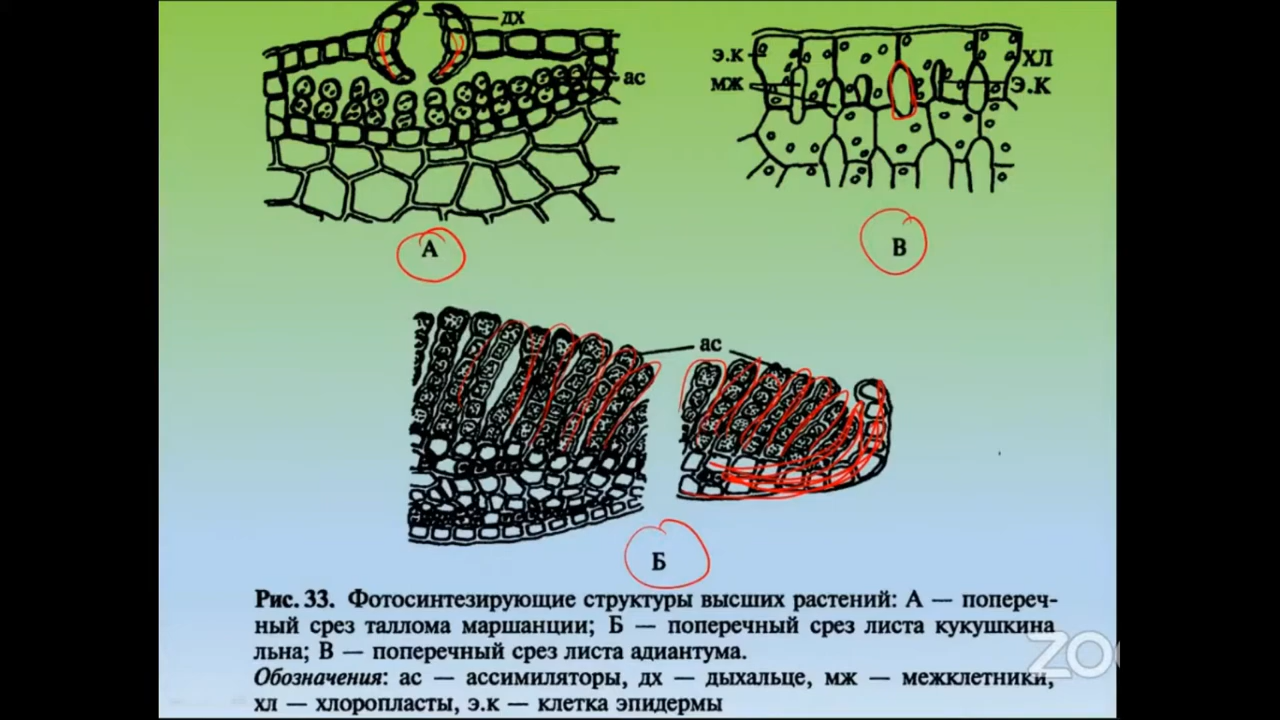 дх
ас
э.к
мж
ХЛ
Э.К
А
В
ас
Б
Рис. 33. Фотосинтезирующие структуры высших растений: А — попереч-
ный срез таллома маршанции; Б — поперечный срез листа кукушкина
льна; В — поперечный срез листа адиантума.
Обозначения: ас — ассимиляторы, дх — дыхальце, мж — межклетники,
хл — хлоропласты, э.к — клетка эпидермы